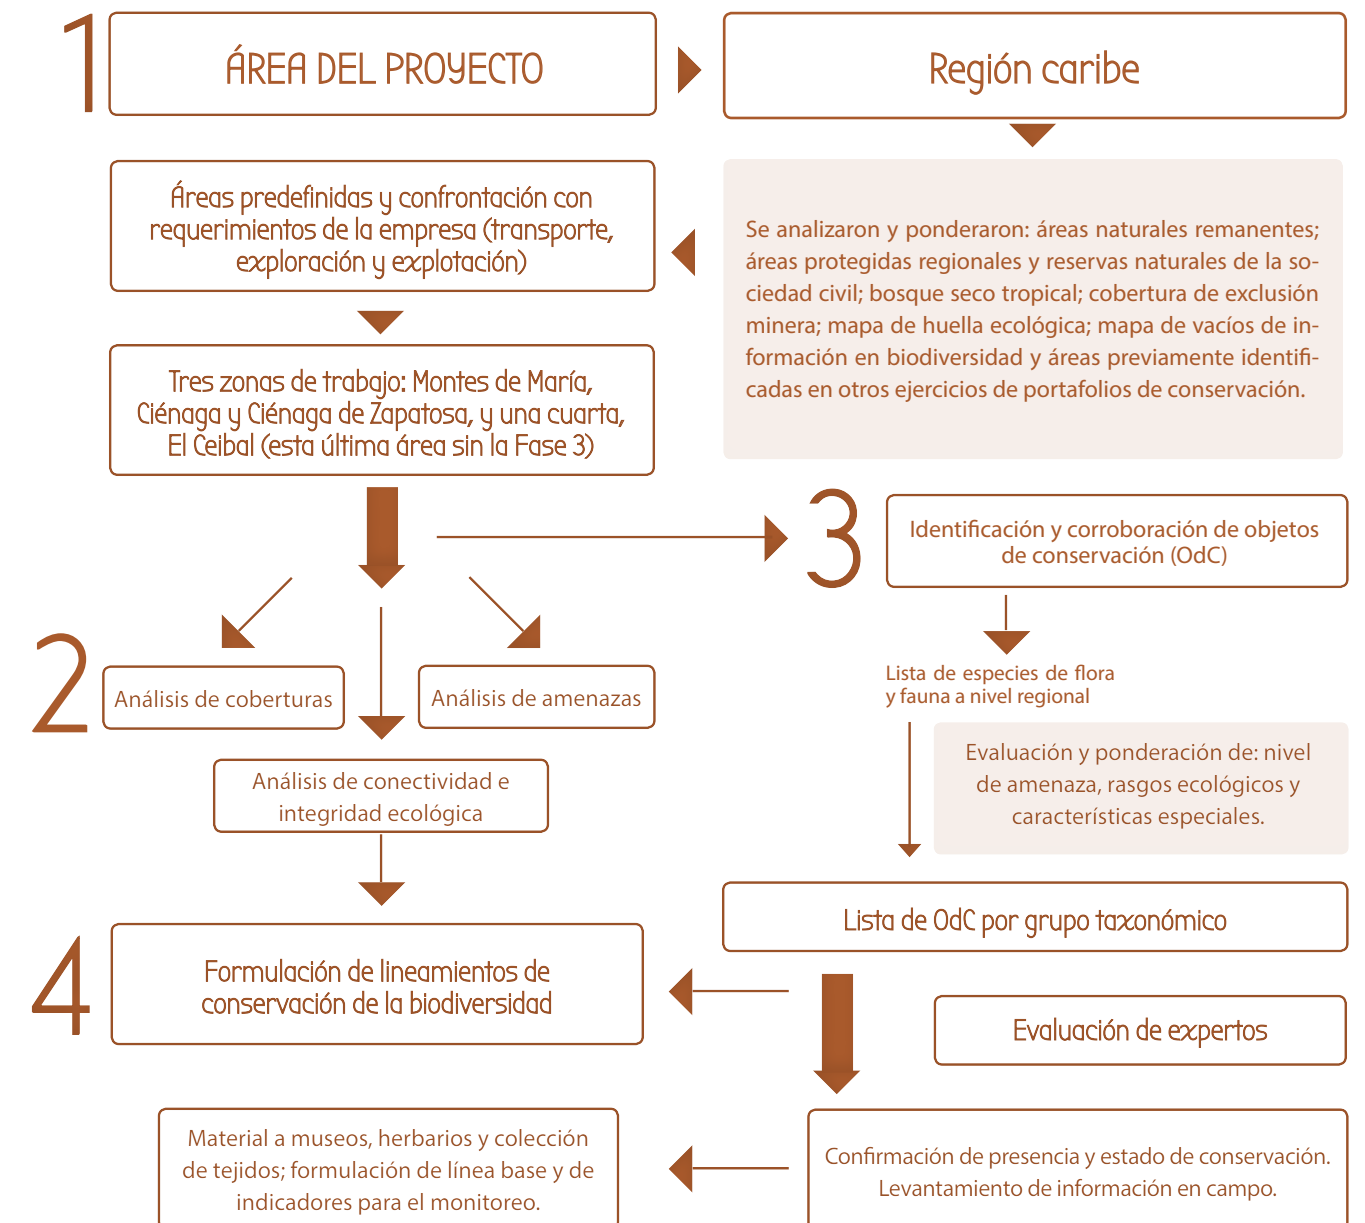 1
ÁREA DEL PROYECTO
Región caribe
Se analizaron y ponderaron: áreas naturales remanentes;
áreas protegidas regionales y reservas naturales de la so-
ciedad civil; bosque seco tropical; cobertura de exclusión
minera; mapa de huella ecológica; mapa de vacíos de in-
formación en biodiversidad y áreas previamente identifi-
cadas en otros ejercicios de portafolios de conservación.
Áreas predefinidas y confrontación con
requerimientos de la empresa (transporte,
exploración y explotación)
Tres zonas de trabajo: Montes de María,
Ciénaga y Ciénaga de Zapatosa, y una cuarta,
El Ceibal (esta última área sin la Fase 3)
2
Análisis de coberturas
Análisis de amenazas
Análisis de conectividad e
integridad ecológica
3
Identificación y corroboración de objetos
de conservación (OdC)
Lista de especies de flora
y fauna a nivel regional
Evaluación y ponderación de: nivel
de amenaza, rasgos ecológicos y
características especiales.
Lista de OdC por grupo taxonómico
4
Formulación de lineamientos de
conservación de la biodiversidad
Evaluación de expertos
Confirmación de presencia y estado de conservación.
Levantamiento de información en campo.
Material a museos, herbarios y colección
de tejidos; formulación de línea base y de
indicadores para el monitoreo.